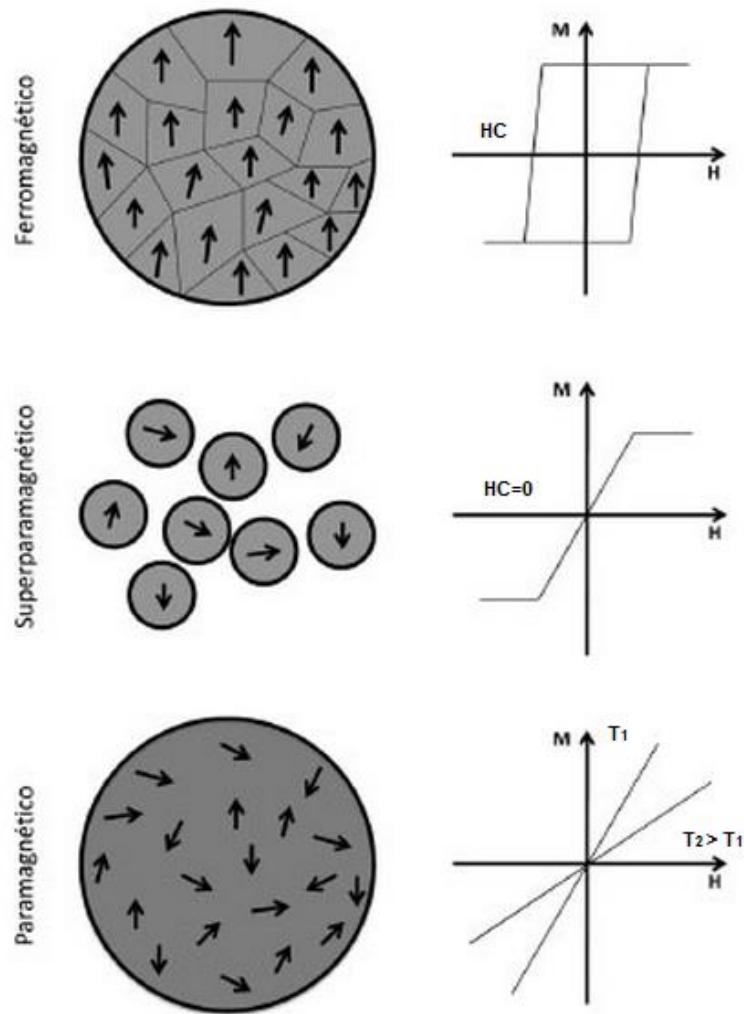 Ferromagnético
M
HC
H
Superparamagnético
M
HC=0
H
Paramagnético
M
T1
T2 > T1
H